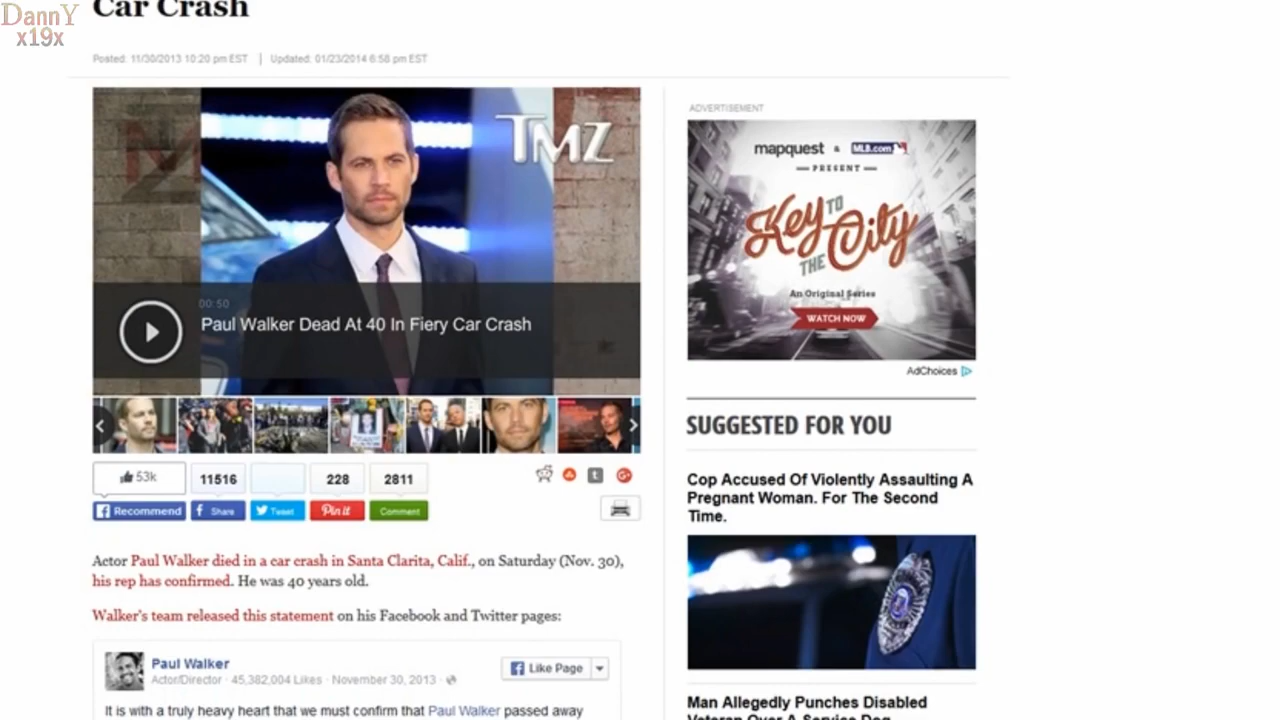 DannY
x19x
Car Crash
Posted: 11/30/2013 10:20 pm EST | Updated: 01/23/2014 6:58 pm EST
TMZ
00:50
Paul Walker Dead At 40 In Fiery Car Crash
53k
11516
228
2811
Recommend
Share
Tweet
Pin it
Comment
Actor Paul Walker died in a car crash in Santa Clarita, Calif., on Saturday (Nov. 30),
his rep has confirmed. He was 40 years old.
Walker's team released this statement on his Facebook and Twitter pages:
Paul Walker
Actor/Director · 45,382,004 Likes · November 30, 2013 ·
Like Page
It is with a truly heavy heart that we must confirm that Paul Walker passed away
ADVERTISEMENT
mapquest & MLB.com
PRESENT
Key TO
THE City
An Original Series
WATCH NOW
AdChoices
SUGGESTED FOR YOU
Cop Accused Of Violently Assaulting A
Pregnant Woman. For The Second
Time.
Man Allegedly Punches Disabled
Veteran Over A Service Dog